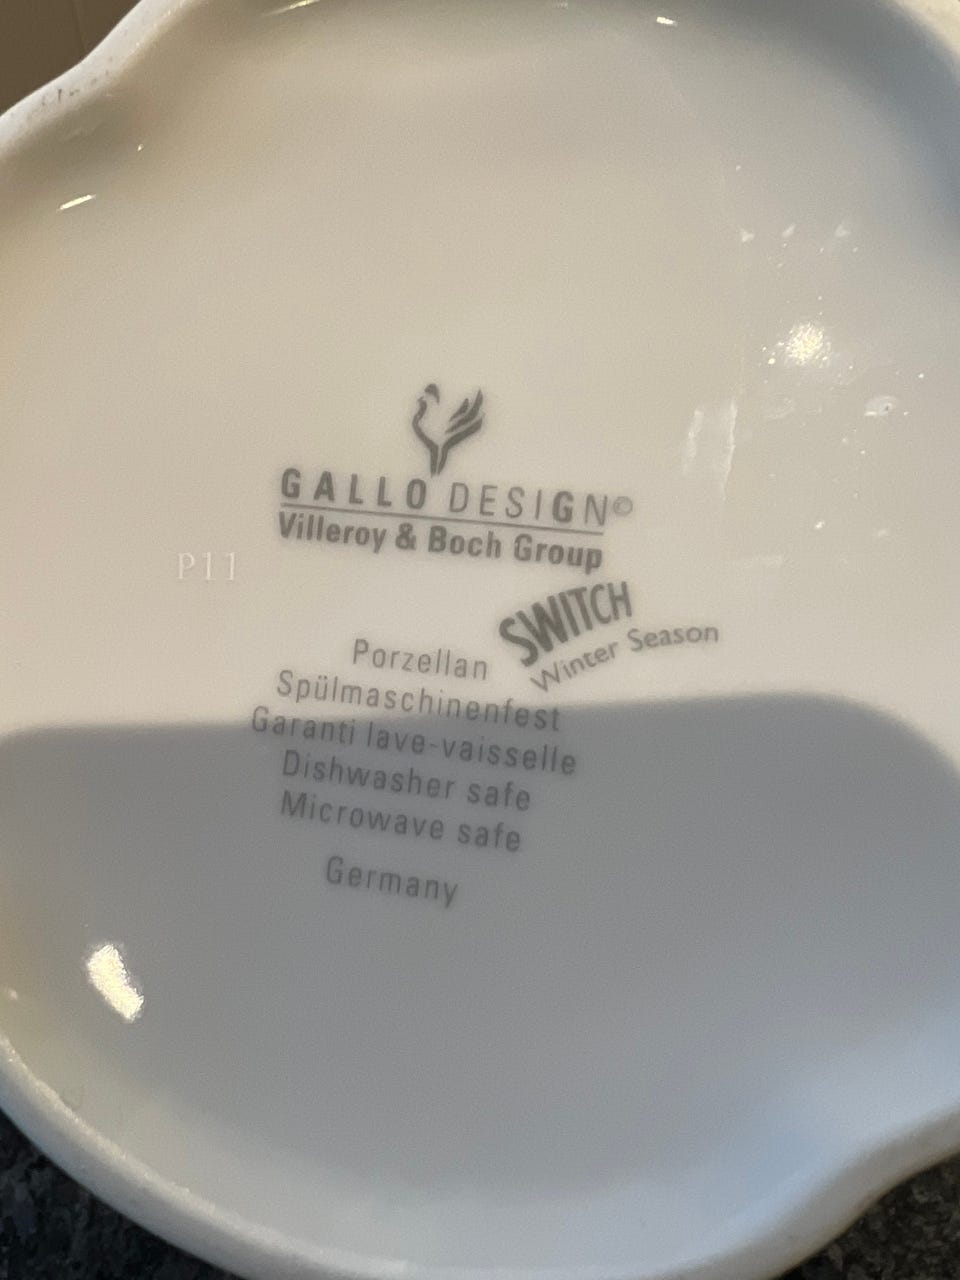 GALLO DESIGN©
Villeroy & Boch Group
P11
SWITCH
Winter Season
Porzellan
Spülmaschinenfest
Garanti lave-vaisselle
Dishwasher safe
Microwave safe
Germany